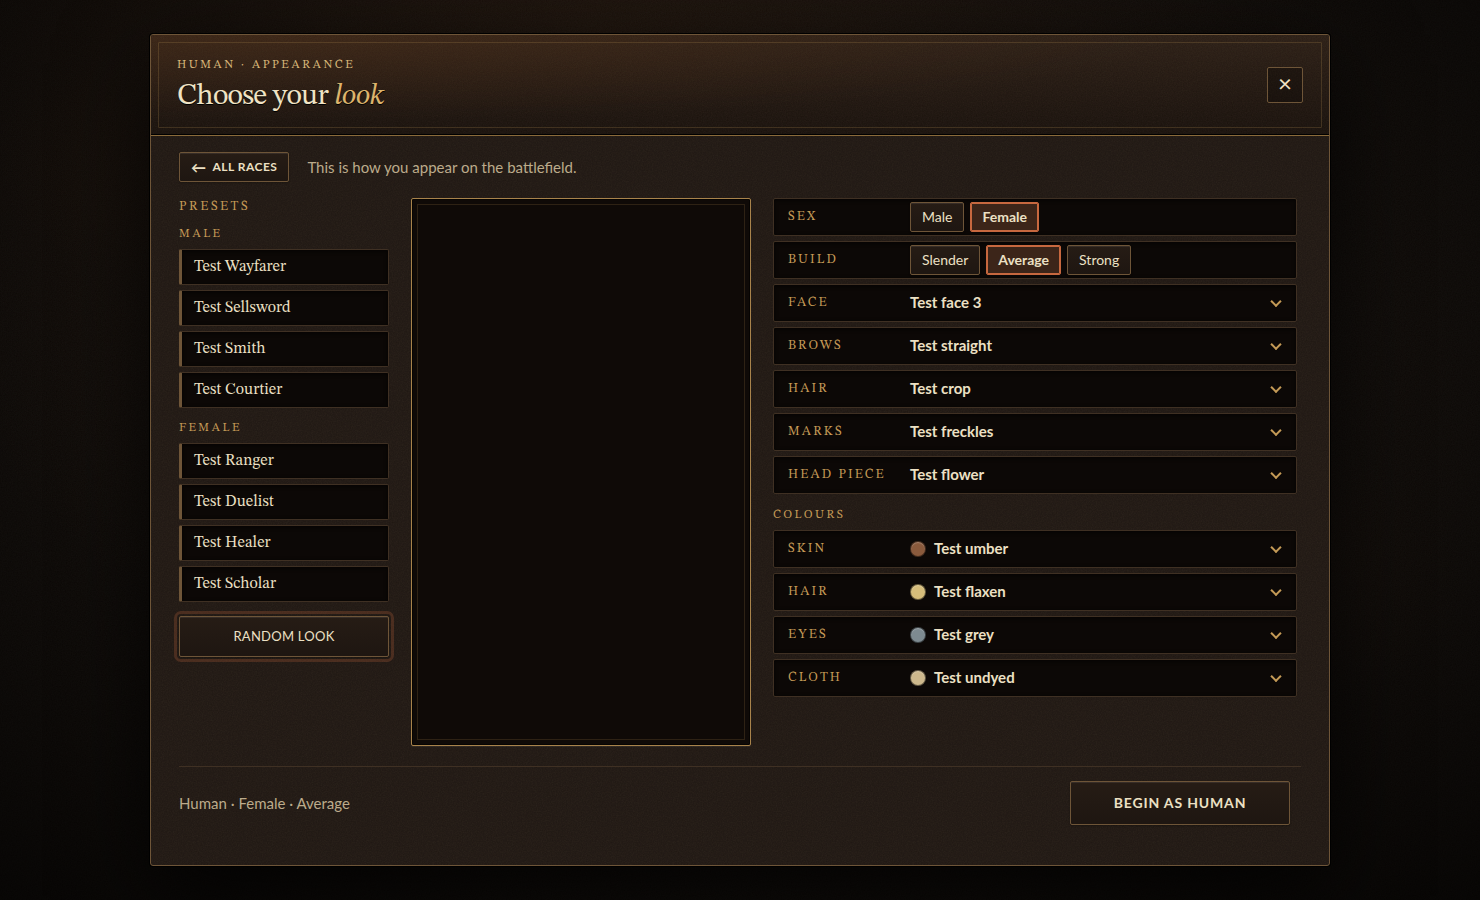 HUMAN · APPEARANCE
Choose your look
✕
← ALL RACES
This is how you appear on the battlefield.
PRESETS
MALE
Test Wayfarer
Test Sellsword
Test Smith
Test Courtier
FEMALE
Test Ranger
Test Duelist
Test Healer
Test Scholar
RANDOM LOOK
SEX Male Female
BUILD Slender Average Strong
FACE Test face 3
BROWS Test straight
HAIR Test crop
MARKS Test freckles
HEAD PIECE Test flower
COLOURS
SKIN Test umber
HAIR Test flaxen
EYES Test grey
CLOTH Test undyed
Human · Female · Average
BEGIN AS HUMAN